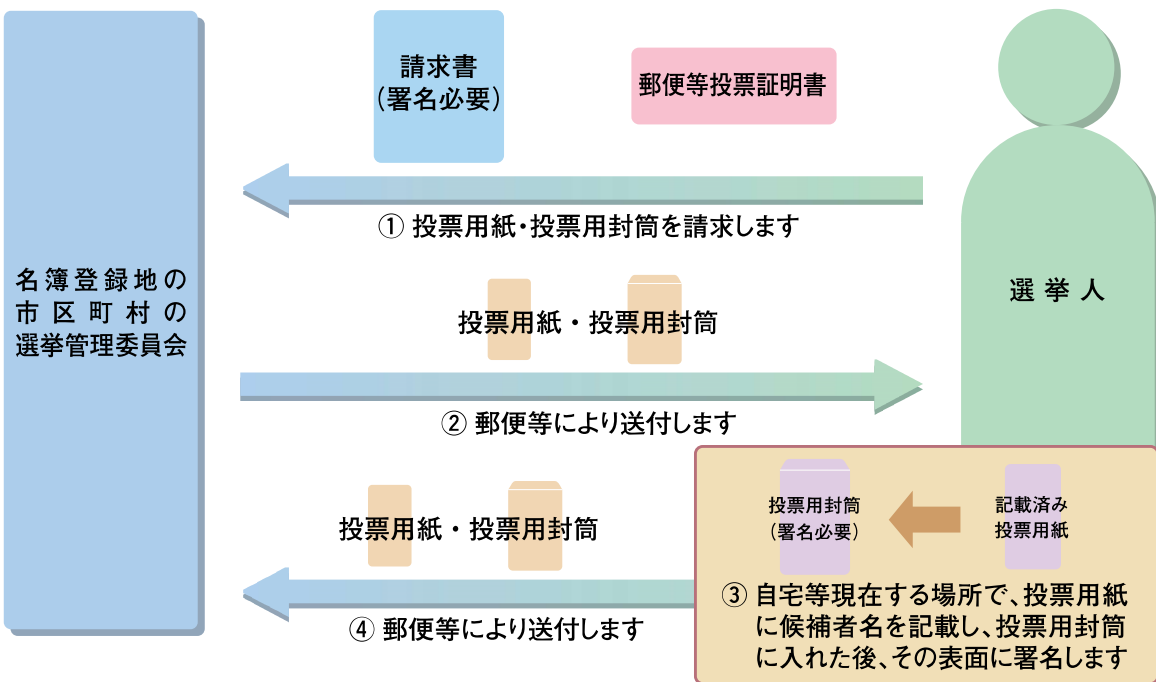 請求書
(署名必要)
郵便等投票証明書
① 投票用紙・投票用封筒を請求します
名簿登録地の
市区町村の
選挙管理委員会
選挙人
投票用紙・投票用封筒
② 郵便等により送付します
投票用紙・投票用封筒
④ 郵便等により送付します
投票用封筒
(署名必要)
記載済み
投票用紙
③ 自宅等現在する場所で、投票用紙
に候補者名を記載し、投票用封筒
に入れた後、その表面に署名します